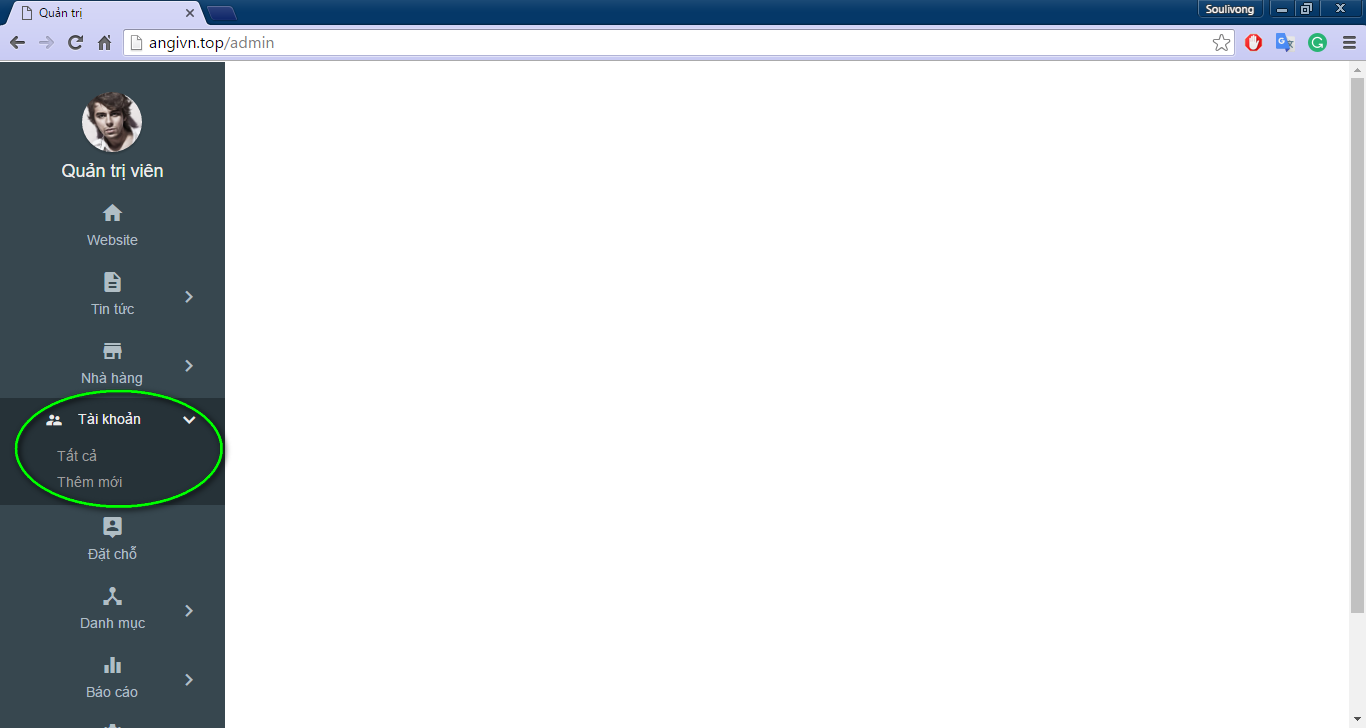 Quản trị
Soulivong
angivn.top/admin
Quản trị viên
Website
Tin tức
Nhà hàng
Tài khoản
Tất cả
Thêm mới
Đặt chỗ
Danh mục
Báo cáo